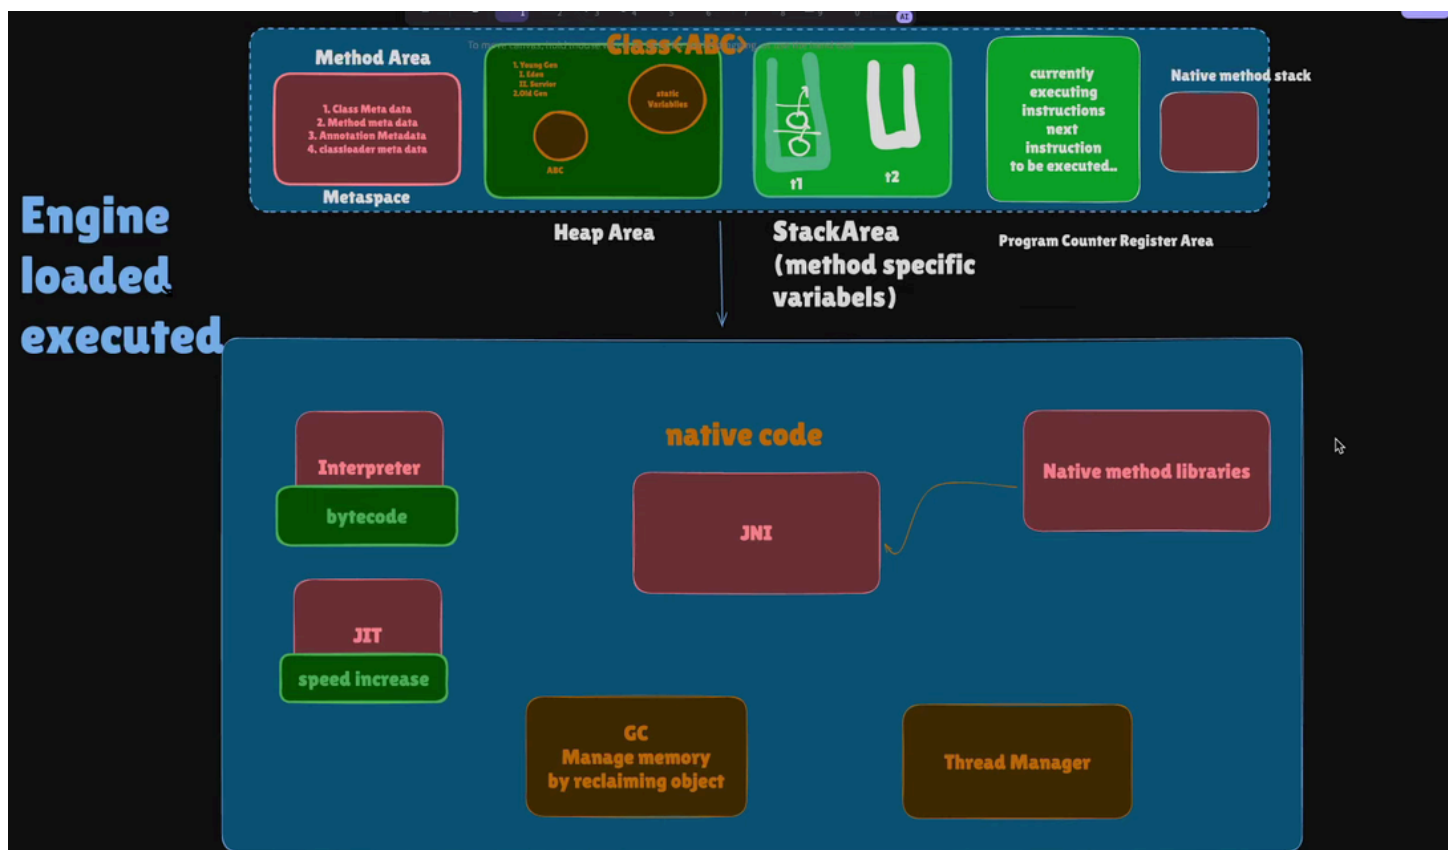 1
AI
Class<ABC>
Method Area
1. Class Meta data
2. Method meta data
3. Annotation Metadata
4. classloader meta data
Metaspace
1. Young Gen
I. Eden
II. Servier
2.Old Gen
static
Variables
ABC
Heap Area
t1
t2
StackArea
(method specific
variabels)
currently
executing
instructions
next
instruction
to be executed..
Program Counter Register Area
Native method stack
Engine
loaded
executed
native code
Interpreter
bytecode
JNI
Native method libraries
JIT
speed increase
GC
Manage memory
by reclaiming object
Thread Manager